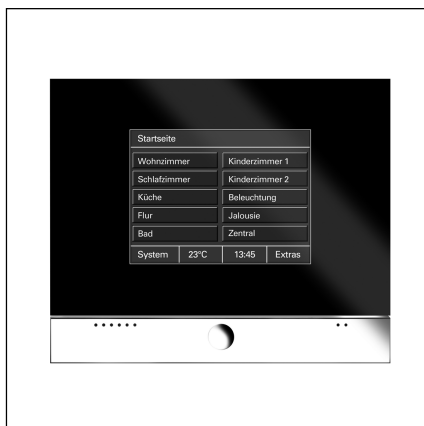 Startseite
Wohnzimmer Kinderzimmer 1
Schlafzimmer Kinderzimmer 2
Küche Beleuchtung
Flur Jalousie
Bad Zentral
System 23°C 13:45 Extras